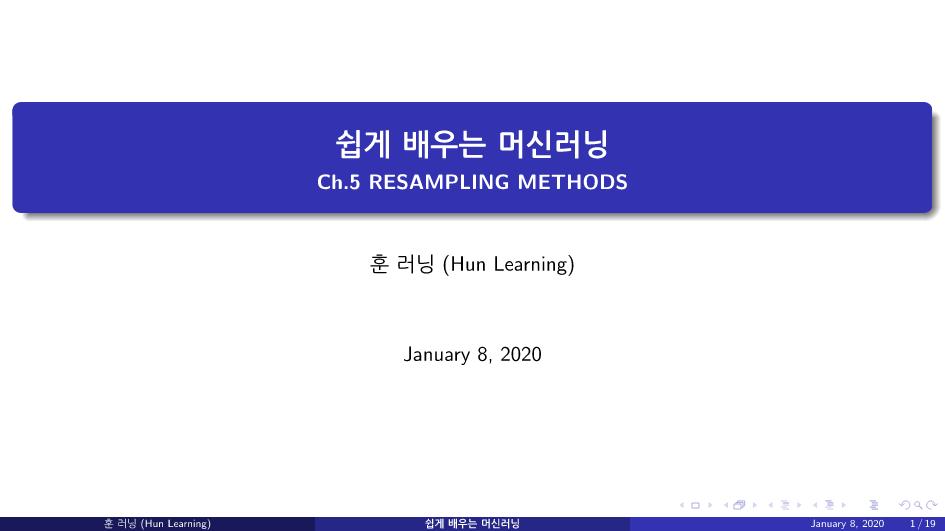 쉽게 배우는 머신러닝
Ch.5 RESAMPLING METHODS
훈 러닝 (Hun Learning)
January 8, 2020
훈 러닝 (Hun Learning) 쉽게 배우는 머신러닝 January 8, 2020 1 / 19